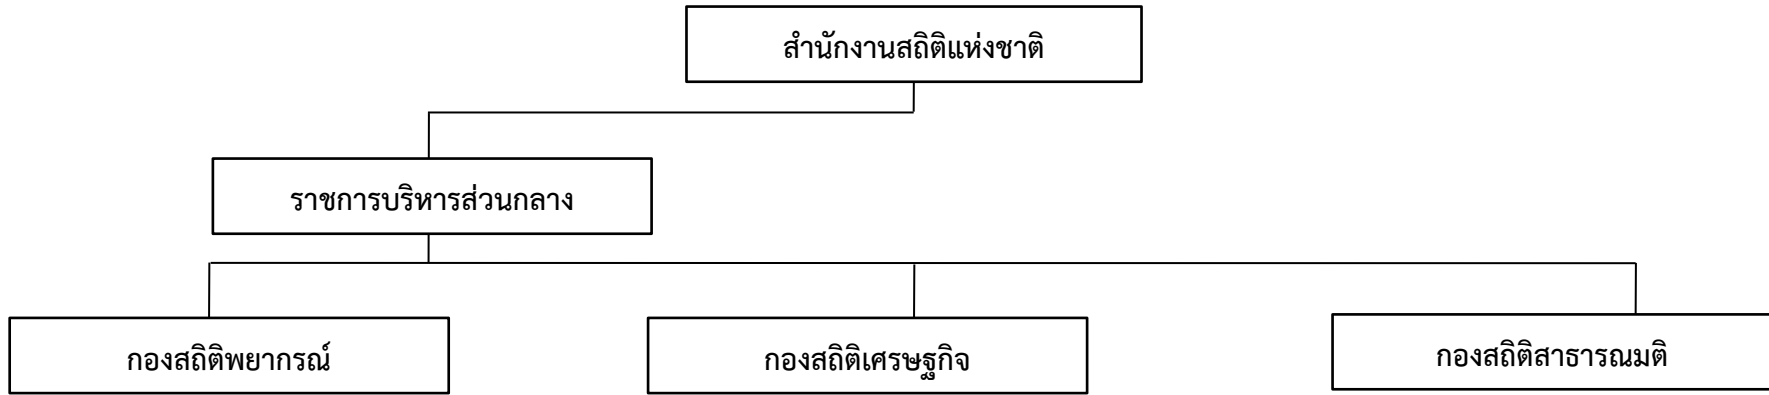 สำนักงานสถิติแห่งชาติ
ราชการบริหารส่วนกลาง
กองสถิติพยากรณ์
กองสถิติเศรษฐกิจ
กองสถิติสาธารณมติ